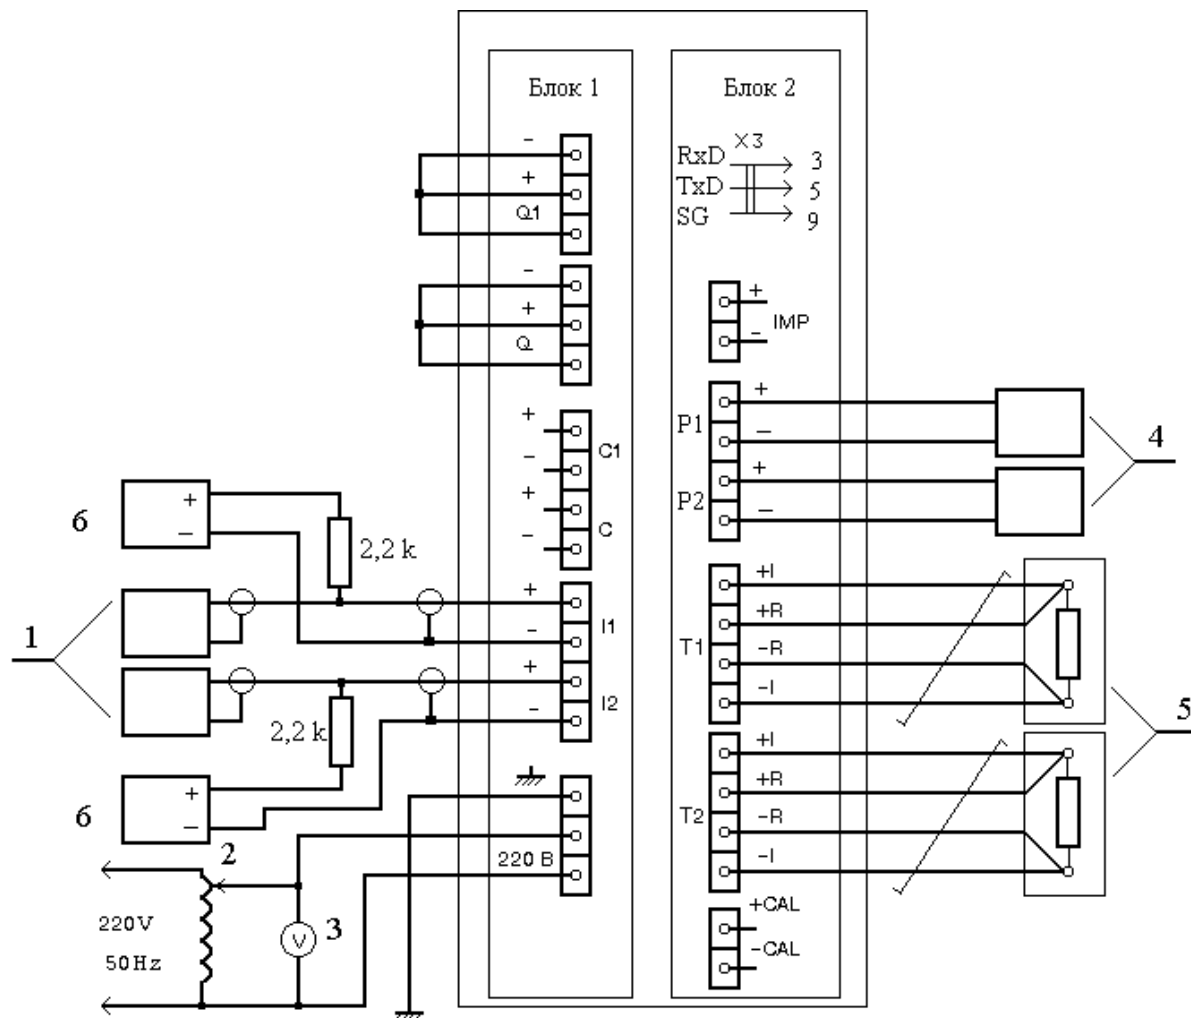 Блок 1
Блок 2
-
+
Q1
-
+
Q
+
-
C1
+
-
C
6
+
-
2,2 k
1
+
-
I1
+
-
I2
2,2 k
6
+
-
2
220 В
220V
50Hz
3
V
RxD
X3
3
TxD
5
SG
9
+
-
IMP
P1
+
-
4
P2
+
-
T1
+I
+R
-R
-I
5
T2
+I
+R
-R
-I
+CAL
-CAL